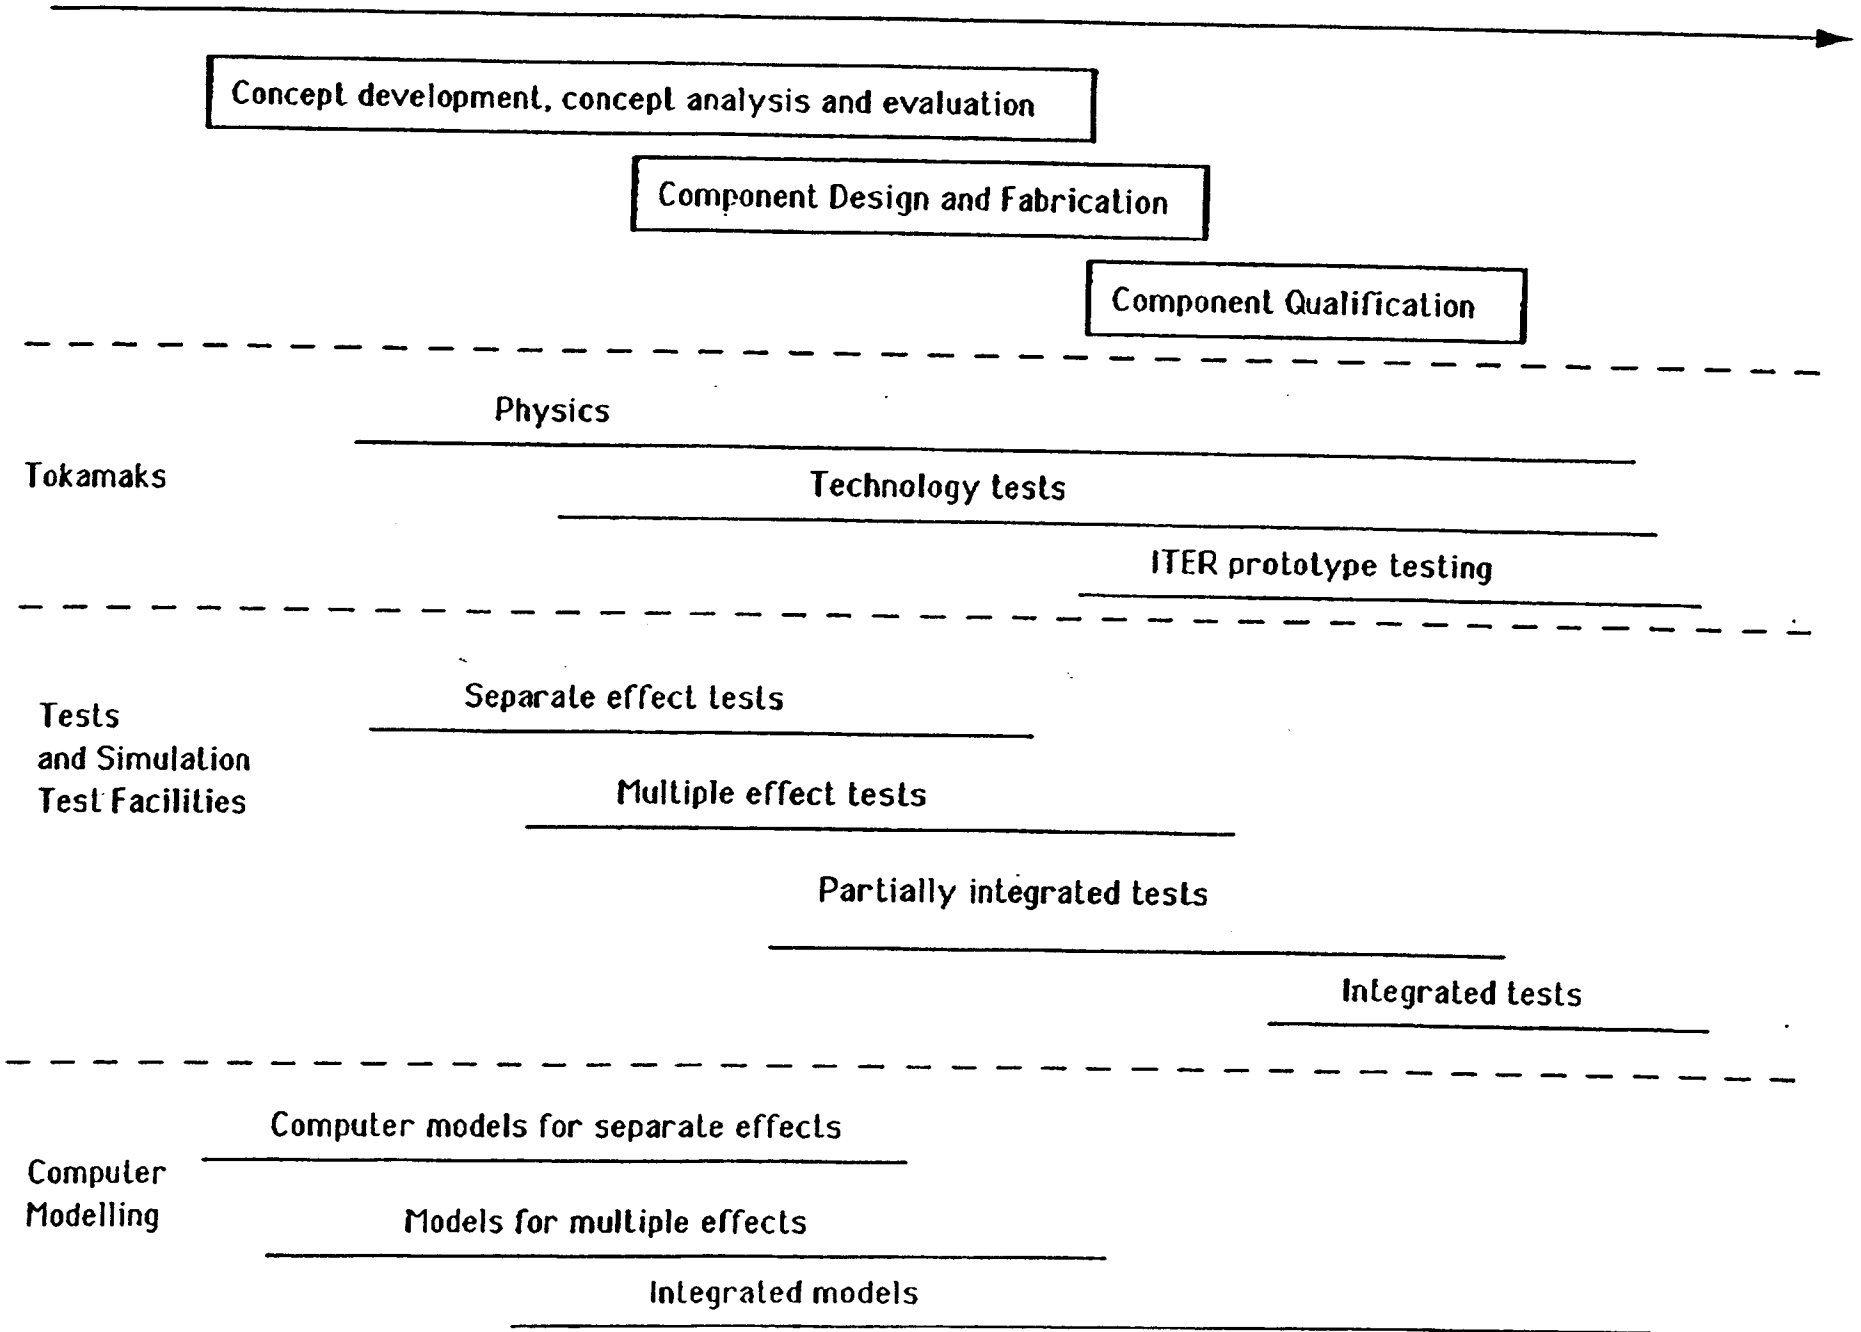 Concept development, concept analysis and evaluation
Component Design and Fabrication
Component Qualification
Physics
Tokamaks
Technology tests
ITER prototype testing
Separate effect tests
Tests
and Simulation
Test Facilities
Multiple effect tests
Partially integrated tests
Integrated tests
Computer models for separate effects
Computer
Modelling
Models for multiple effects
Integrated models